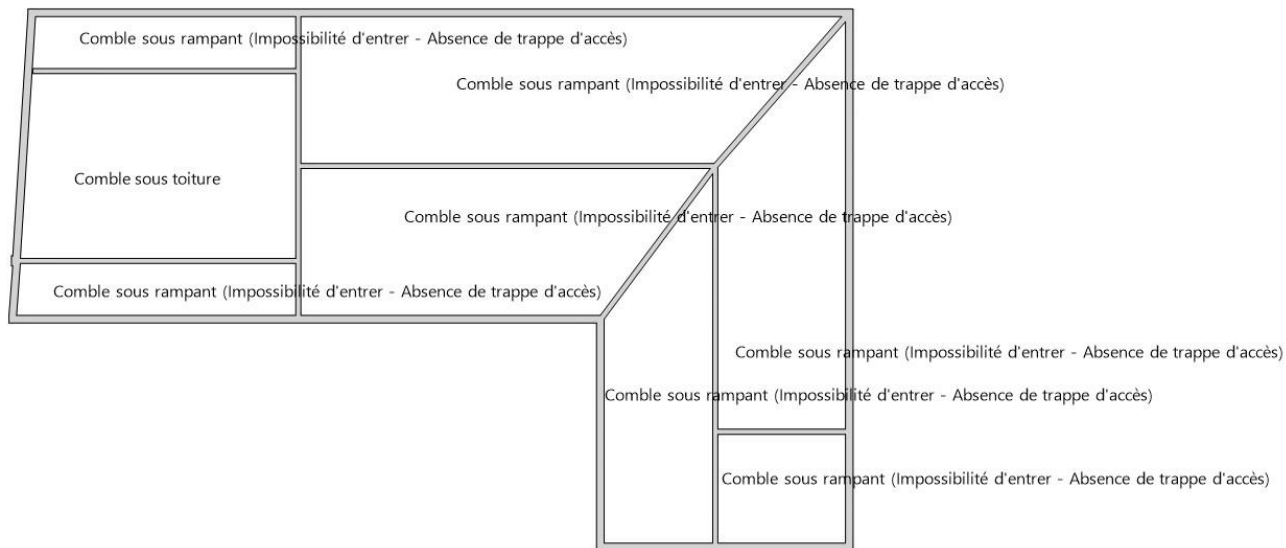 Comble sous rampant (Impossibilité d'entrer - Absence de trappe d'accès)
Comble sous rampant (Impossibilité d'entrer - Absence de trappe d'accès)
Comble sous toiture
Comble sous rampant (Impossibilité d'entrer - Absence de trappe d'accès)
Comble sous rampant (Impossibilité d'entrer - Absence de trappe d'accès)
Comble sous rampant (Impossibilité d'entrer - Absence de trappe d'accès)
Comble sous rampant (Impossibilité d'entrer - Absence de trappe d'accès)
Comble sous rampant (Impossibilité d'entrer - Absence de trappe d'accès)